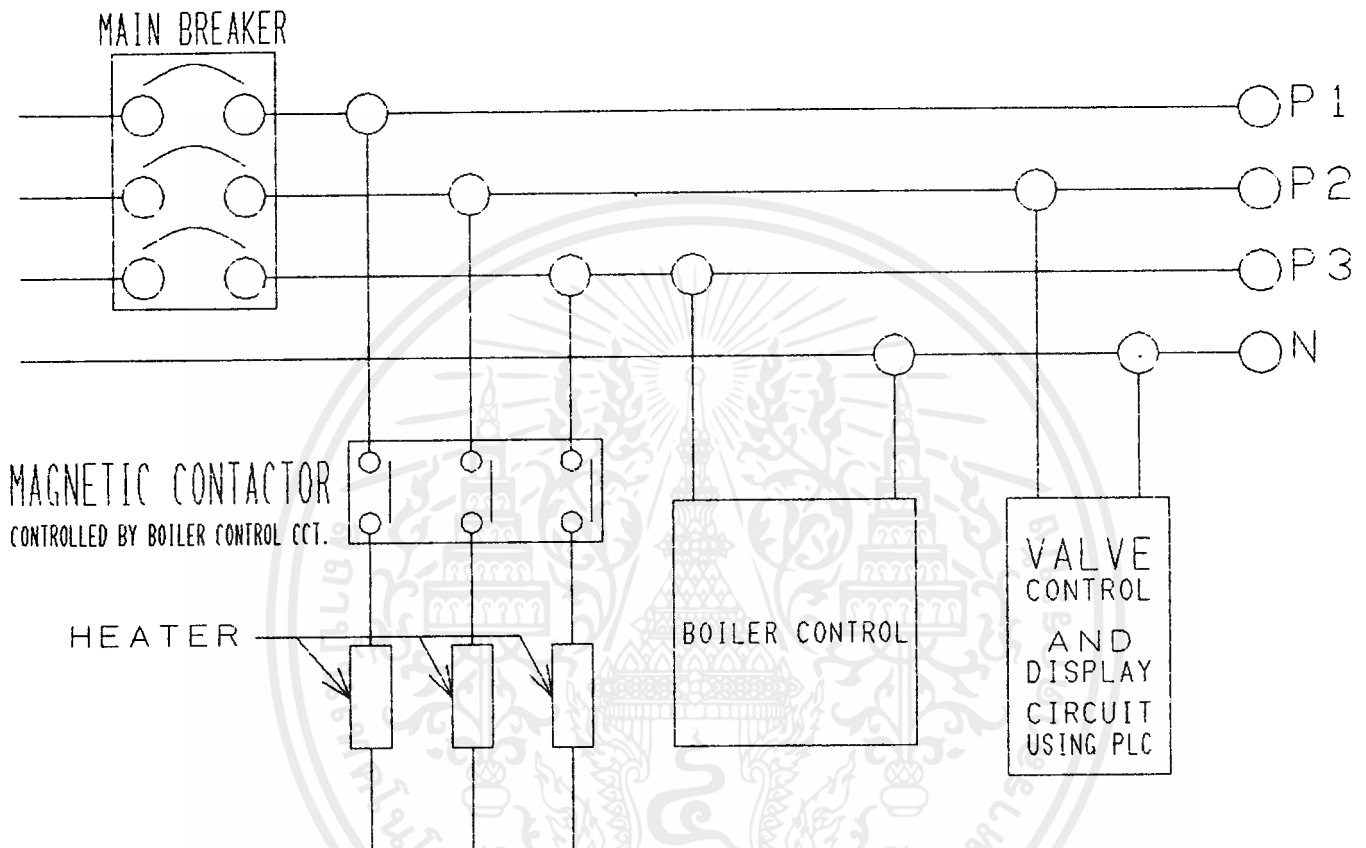 MAIN BREAKER
P1
P2
P3
N
MAGNETIC CONTACTOR
CONTROLLED BY BOILER CONTROL CCT.
HEATER
BOILER CONTROL
VALVE
CONTROL
AND
DISPLAY
CIRCUIT
USING PLC